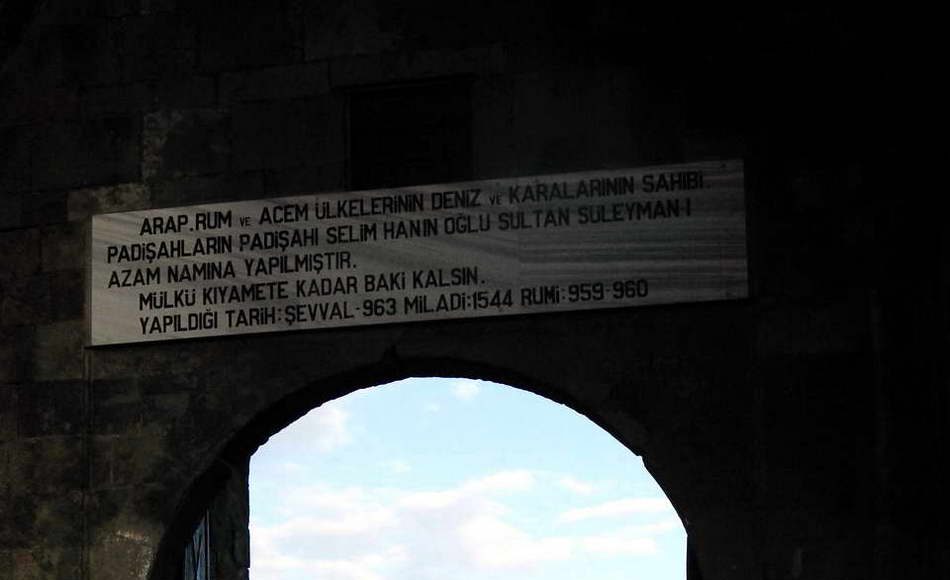 ARAP.RUM VE ACEM ÜLKELERİNİN DENİZ VE KARALARININ SAHİBİ.
PADİŞAHLARIN PADİŞAHI SELİM HANIN OĞLU SULTAN SÜLEYMAN-I
AZAM NAMINA YAPILMIŞTIR.
MÜLKÜ KIYAMETE KADAR BAKİ KALSIN.
YAPILDIĞI TARİH:ŞEVVAL-963 MİLADİ:1544 RUMİ:959-960